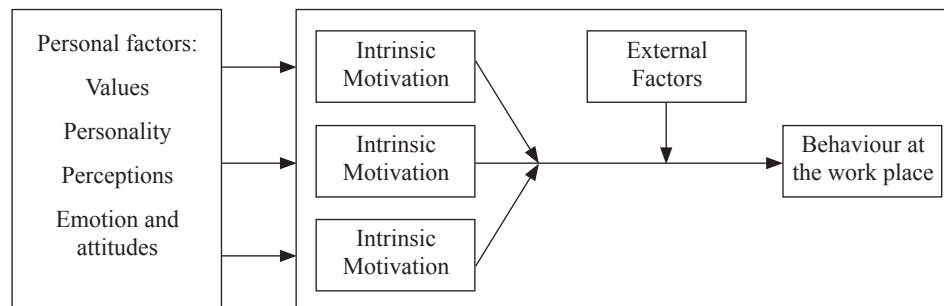 Personal factors:
Values
Personality
Perceptions
Emotion and
attitudes
Intrinsic
Motivation
Intrinsic
Motivation
Intrinsic
Motivation
External
Factors
Behaviour at
the work place